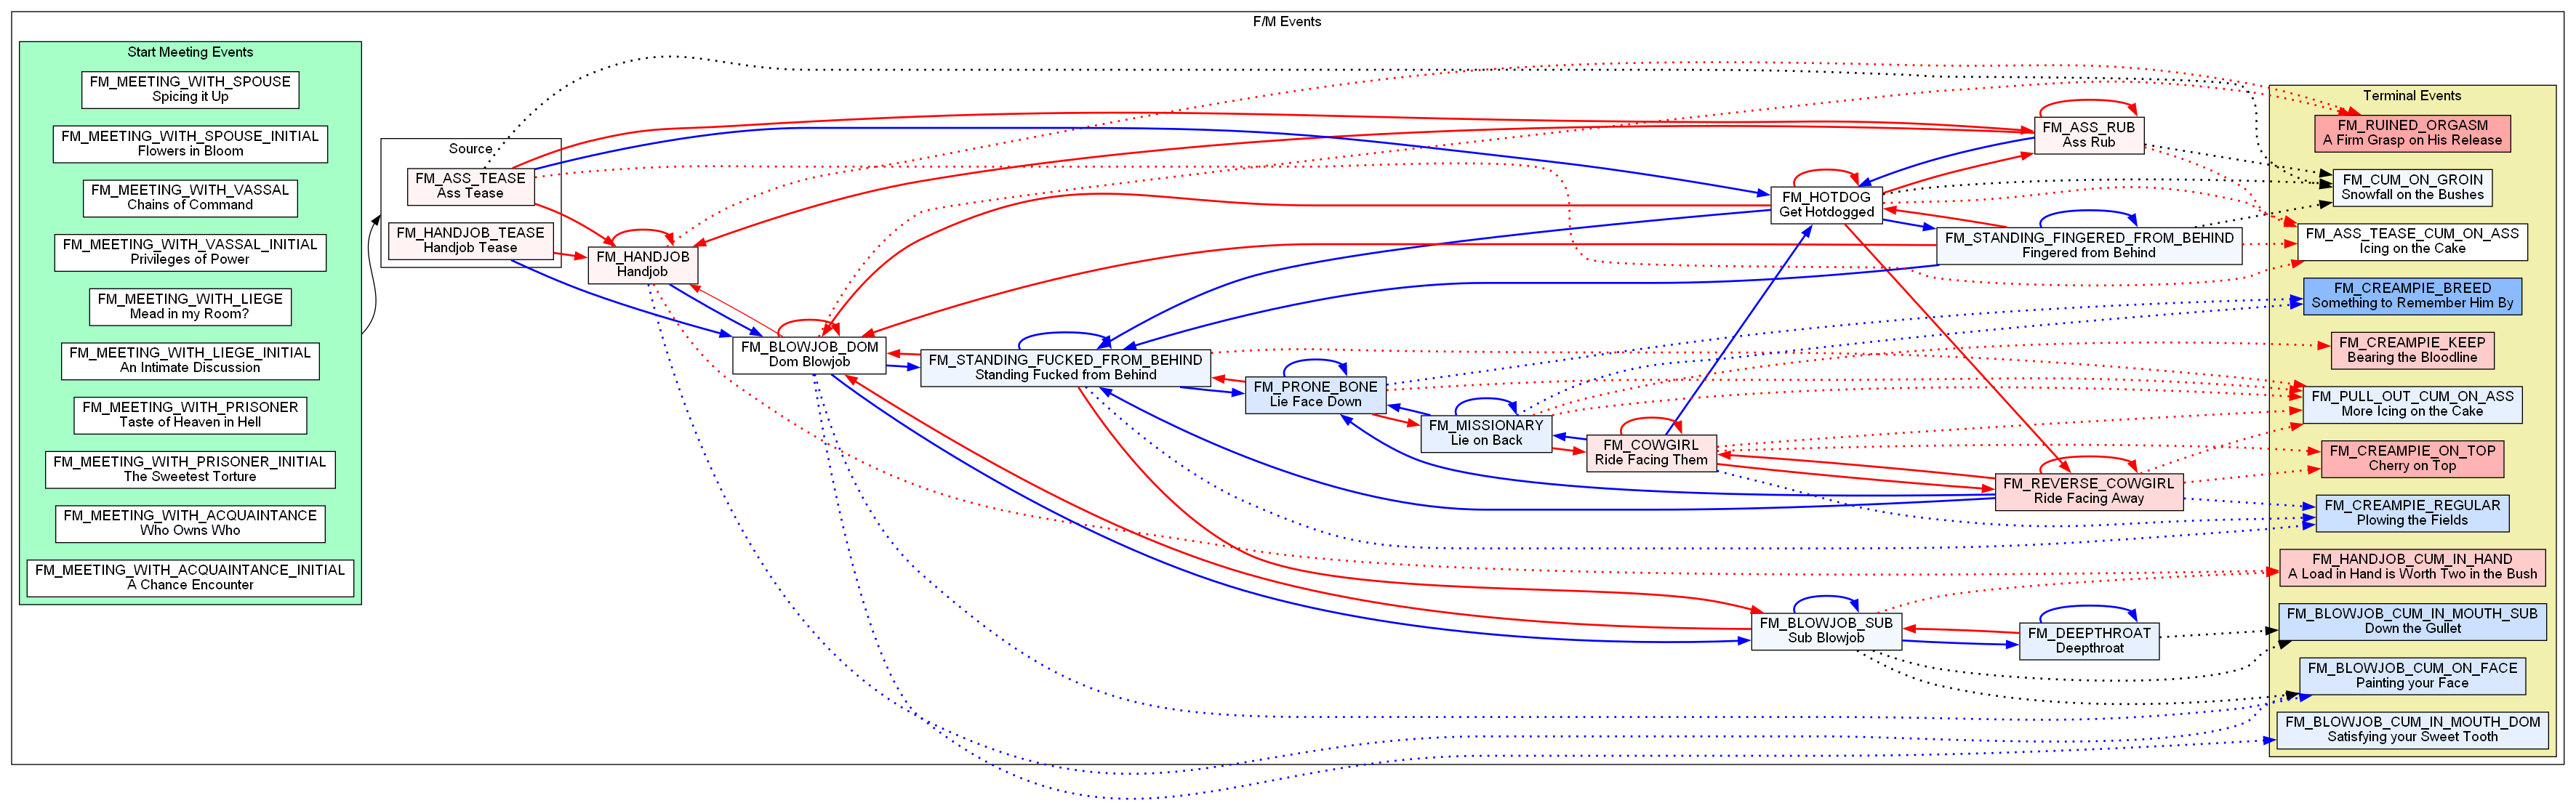 F/M Events
Start Meeting Events
FM_MEETING_WITH_SPOUSE
Spicing it Up
FM_MEETING_WITH_SPOUSE_INITIAL
Flowers in Bloom
FM_MEETING_WITH_VASSAL
Chains of Command
FM_MEETING_WITH_VASSAL_INITIAL
Privileges of Power
FM_MEETING_WITH_LIEGE
Mead in my Room?
FM_MEETING_WITH_LIEGE_INITIAL
An Intimate Discussion
FM_MEETING_WITH_PRISONER
Taste of Heaven in Hell
FM_MEETING_WITH_PRISONER_INITIAL
The Sweetest Torture
FM_MEETING_WITH_ACQUAINTANCE
Who Owns Who
FM_MEETING_WITH_ACQUAINTANCE_INITIAL
A Chance Encounter
Source
FM_ASS_TEASE
Ass Tease
FM_HANDJOB_TEASE
Handjob Tease
FM_HANDJOB
Handjob
FM_BLOWJOB_DOM
Dom Blowjob
FM_STANDING_FUCKED_FROM_BEHIND
Standing Fucked from Behind
FM_PRONE_BONE
Lie Face Down
FM_MISSIONARY
Lie on Back
FM_COWGIRL
Ride Facing Them
FM_HOTDOG
Get Hotdogged
FM_BLOWJOB_SUB
Sub Blowjob
FM_ASS_RUB
Ass Rub
FM_STANDING_FINGERED_FROM_BEHIND
Fingered from Behind
FM_REVERSE_COWGIRL
Ride Facing Away
FM_DEEPTHROAT
Deepthroat
Terminal Events
FM_RUINED_ORGASM
A Firm Grasp on His Release
FM_CUM_ON_GROIN
Snowfall on the Bushes
FM_ASS_TEASE_CUM_ON_ASS
Icing on the Cake
FM_CREAMPIE_BREED
Something to Remember Him By
FM_CREAMPIE_KEEP
Bearing the Bloodline
FM_PULL_OUT_CUM_ON_ASS
More Icing on the Cake
FM_CREAMPIE_ON_TOP
Cherry on Top
FM_CREAMPIE_REGULAR
Plowing the Fields
FM_HANDJOB_CUM_IN_HAND
A Load in Hand is Worth Two in the Bush
FM_BLOWJOB_CUM_IN_MOUTH_SUB
Down the Gullet
FM_BLOWJOB_CUM_ON_FACE
Painting your Face
FM_BLOWJOB_CUM_IN_MOUTH_DOM
Satisfying your Sweet Tooth